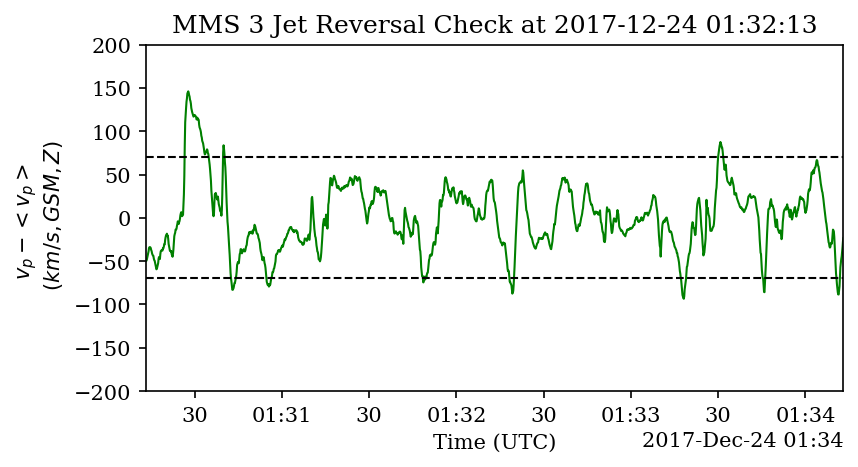 MMS 3 Jet Reversal Check at 2017-12-24 01:32:13
200
150
100
50
0
−50
−100
−150
−200
v_p − < v_p >
(km/s, GSM, Z)
30 01:31 30 01:32 30 01:33 30 01:34
Time (UTC)
2017-Dec-24 01:34